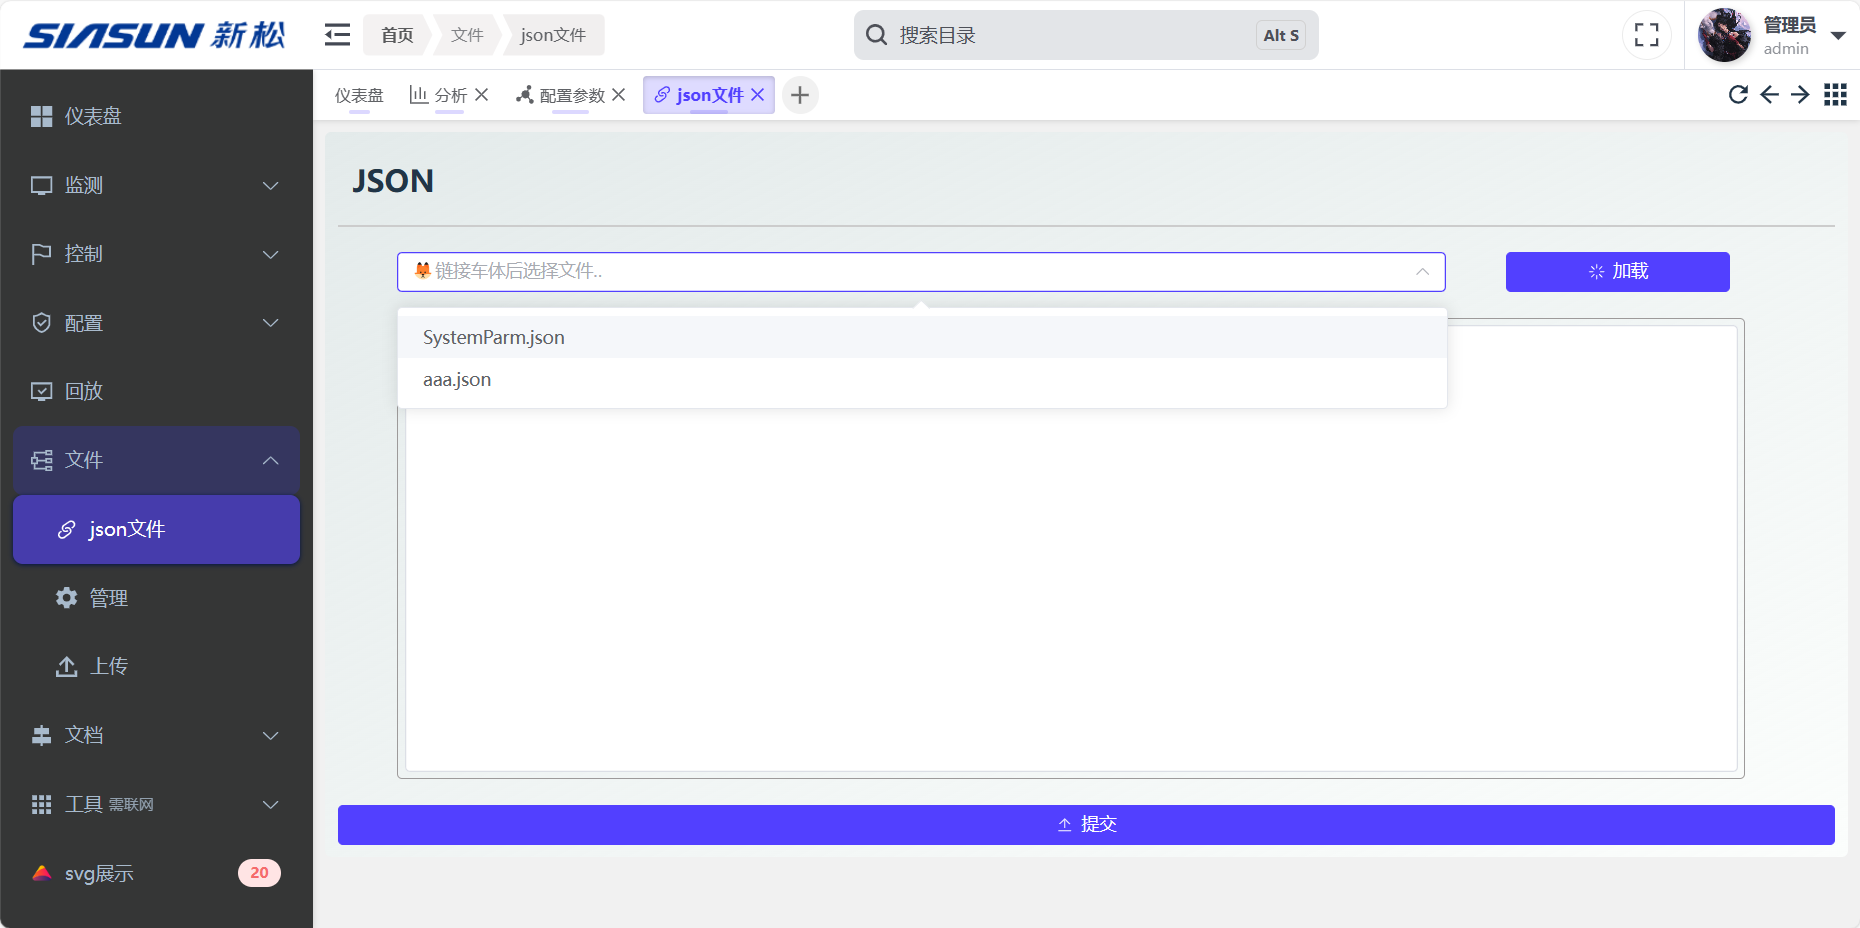 SIASUN 新松
首页
文件
json文件
搜索目录
Alt S
管理员
admin
仪表盘
分析
配置参数
json文件
仪表盘
监测
控制
配置
回放
文件
json文件
管理
上传
文档
工具 需联网
svg展示
20
JSON
链接车体后选择文件..
加载
SystemParm.json
aaa.json
提交